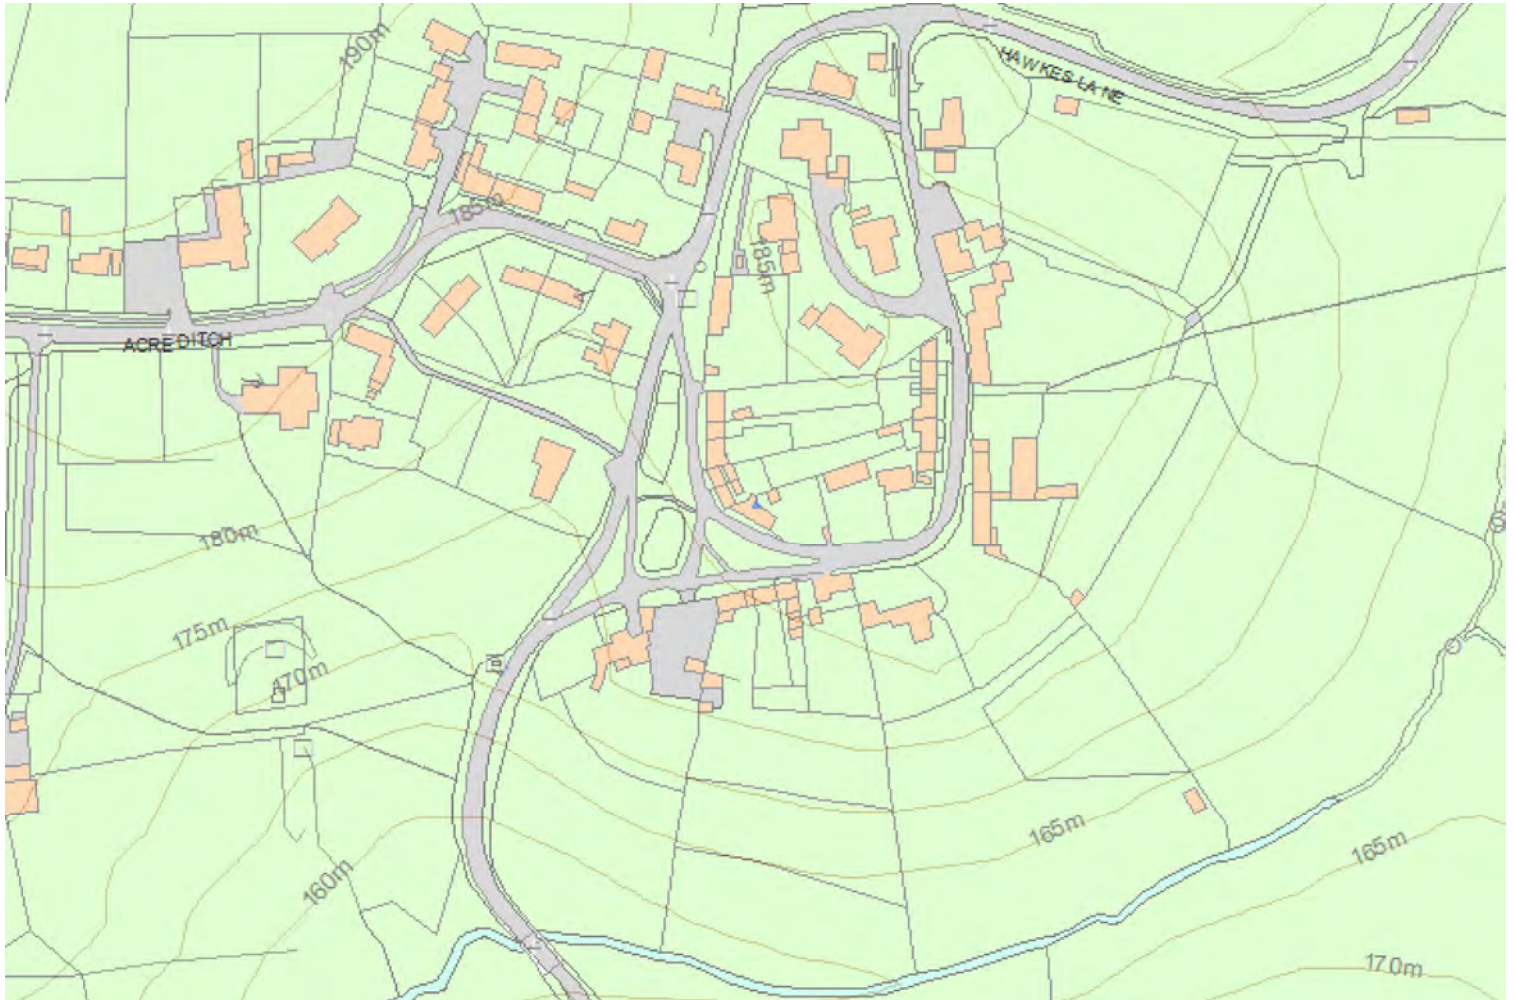 190m
HAWKES LANE
185m
185m
ACRE DITCH
180m
175m
170m
165m
165m
160m
170m